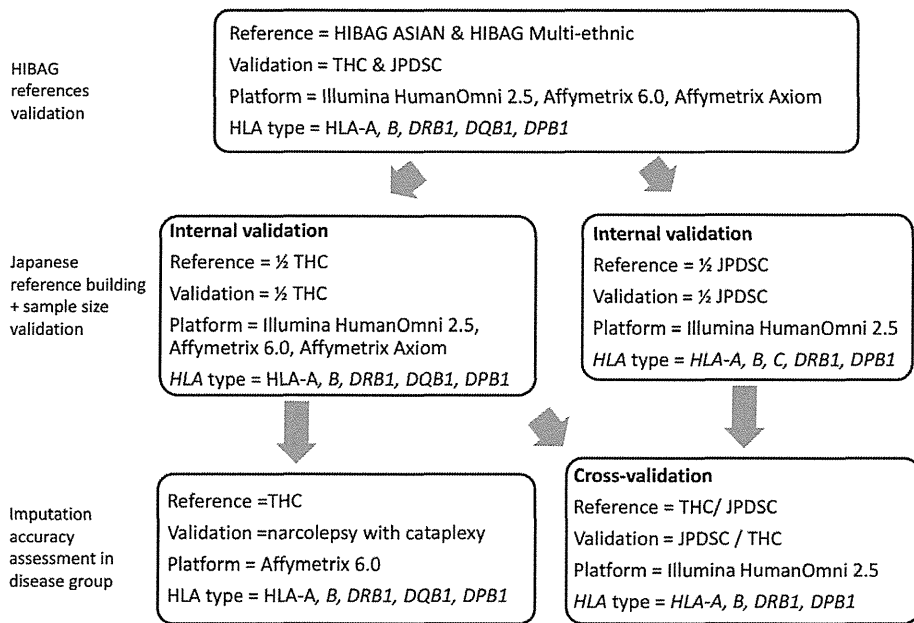 HIBAG
references
validation
Reference = HIBAG ASIAN & HIBAG Multi-ethnic
Validation = THC & JPDSC
Platform = Illumina HumanOmni 2.5, Affymetrix 6.0, Affymetrix Axiom
HLA type = HLA-A, B, DRB1, DQB1, DPB1
Japanese
reference building
+ sample size
validation
Internal validation
Reference = ½ THC
Validation = ½ THC
Platform = Illumina HumanOmni 2.5,
Affymetrix 6.0, Affymetrix Axiom
HLA type = HLA-A, B, DRB1, DQB1, DPB1
Internal validation
Reference = ½ JPDSC
Validation = ½ JPDSC
Platform = Illumina HumanOmni 2.5
HLA type = HLA-A, B, C, DRB1, DPB1
Imputation
accuracy
assessment in
disease group
Reference =THC
Validation =narcolepsy with cataplexy
Platform = Affymetrix 6.0
HLA type = HLA-A, B, DRB1, DQB1, DPB1
Cross-validation
Reference = THC/ JPDSC
Validation = JPDSC / THC
Platform = Illumina HumanOmni 2.5
HLA type = HLA-A, B, DRB1, DPB1